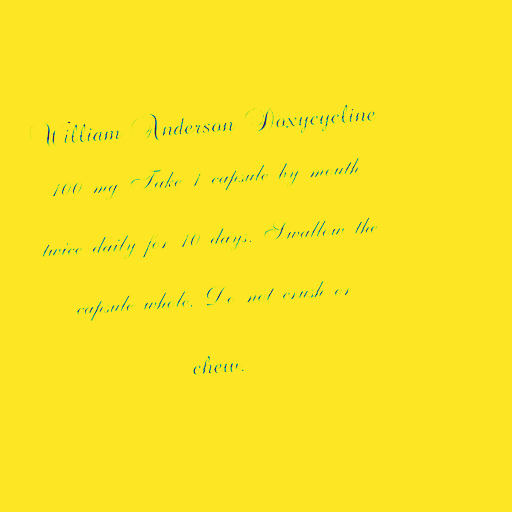 William Anderson Doxycycline
100 mg Take 1 capsule by mouth
twice daily for 10 days. Swallow the
capsule whole. Do not crush or
chew.